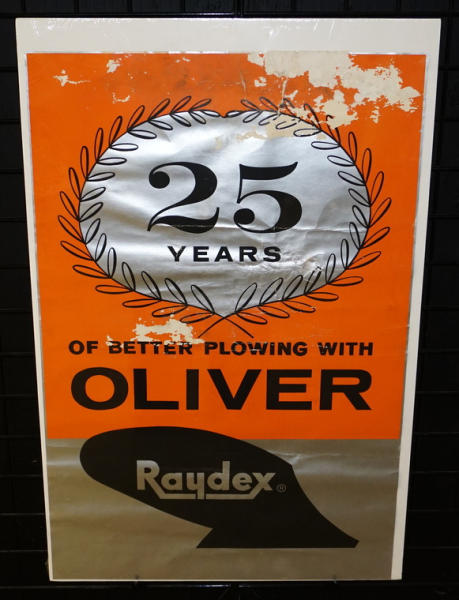 25
YEARS
OF BETTER PLOWING WITH
OLIVER
Raydex®